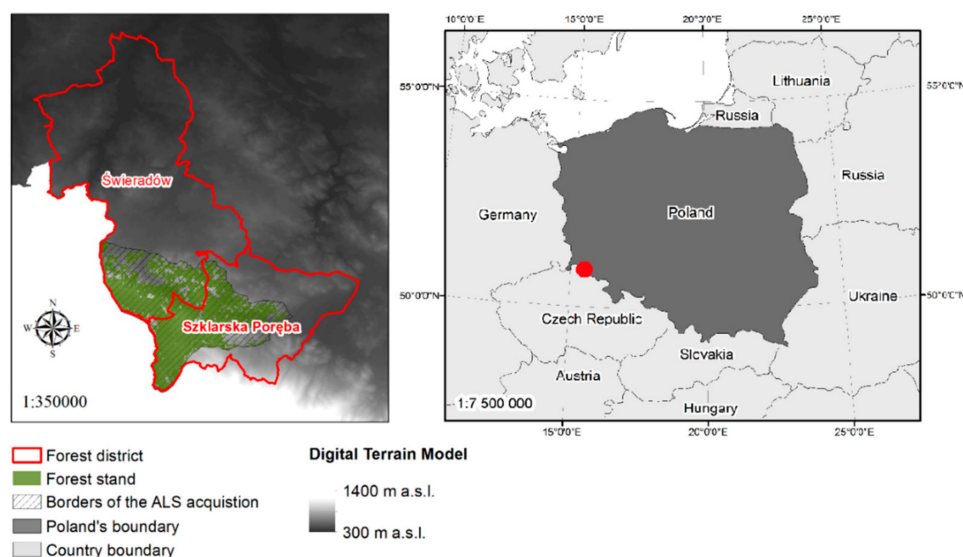 Świeradów
Szklarska Poręba
N
W
E
S
1:350000
10°0'0"E
15°0'0"E
20°0'0"E
25°0'0"E
55°0'0"N
55°0'0"N
Lithuania
Russia
Russia
Germany
Poland
50°0'0"N
Ukraine
50°0'0"N
Czech Republic
Slovakia
Austria
1:7 500 000
Hungary
15°0'0"E
20°0'0"E
25°0'0"E
Forest district
Forest stand
Borders of the ALS acquistion
Poland's boundary
Country boundary
Digital Terrain Model
1400 m a.s.l.
300 m a.s.l.